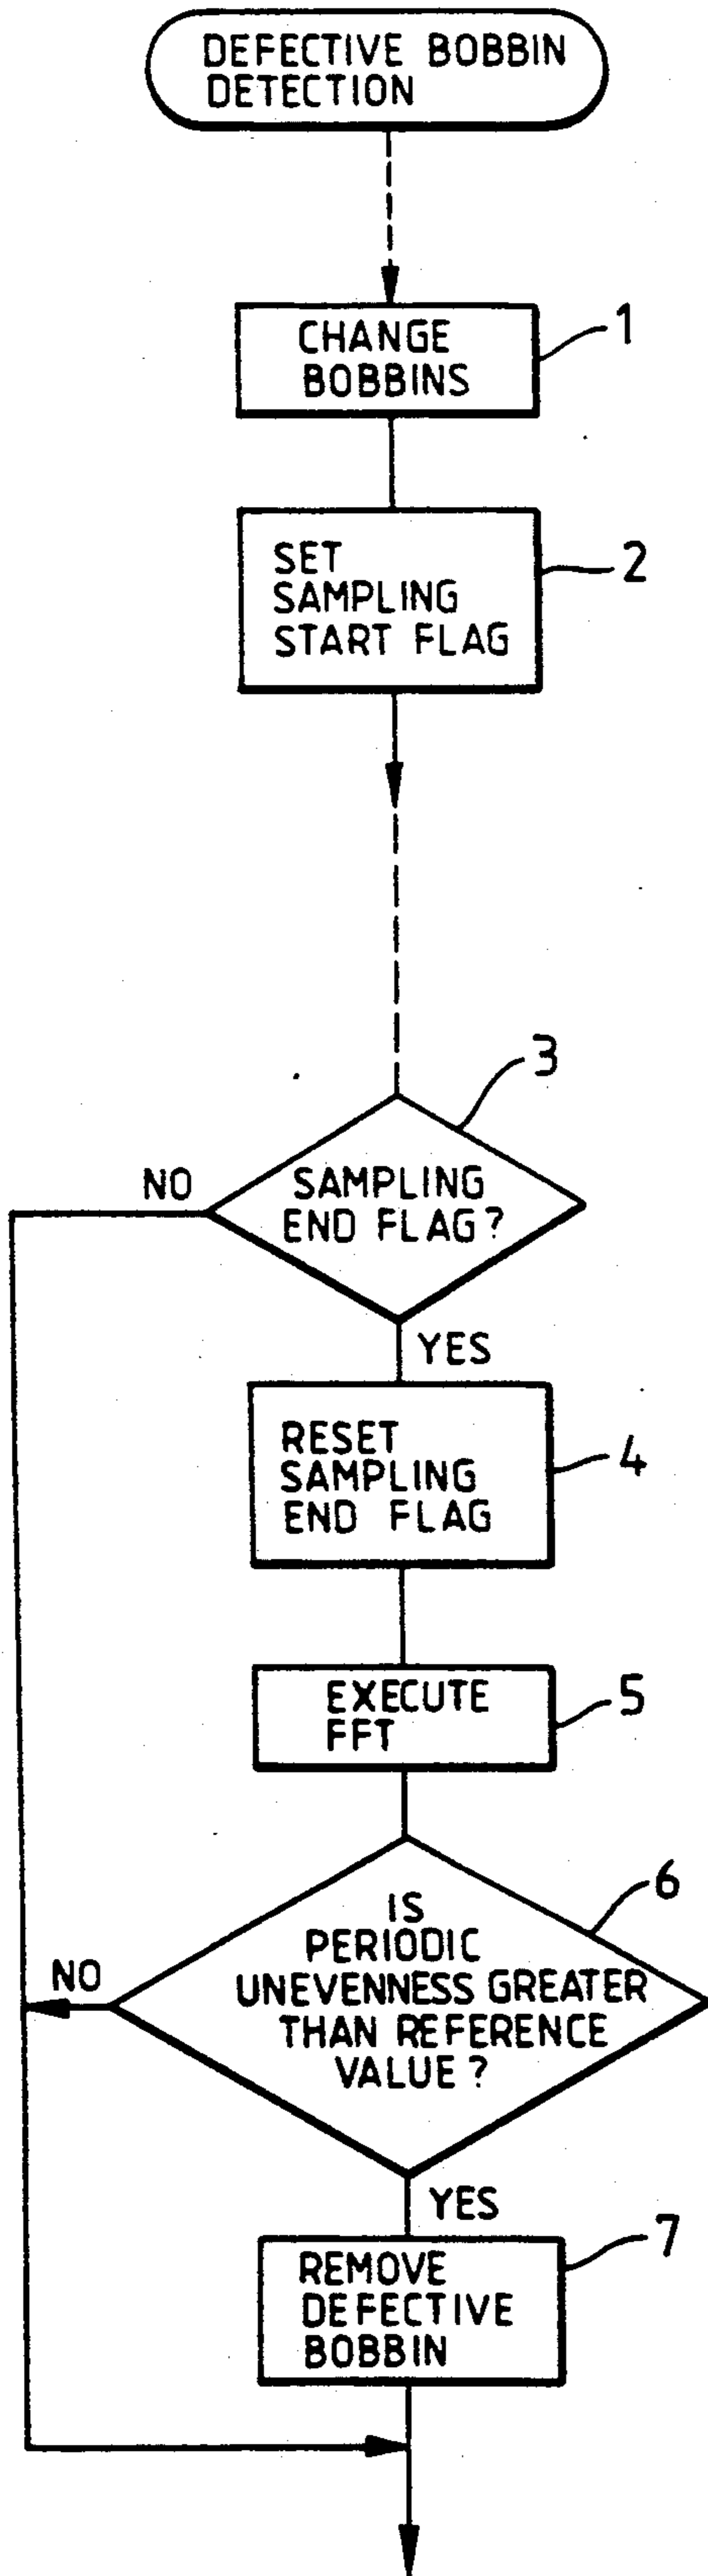 DEFECTIVE BOBBIN
DETECTION
CHANGE
BOBBINS
1
SET
SAMPLING
START FLAG
2
3
NO
SAMPLING
END FLAG?
YES
RESET
SAMPLING
END FLAG
4
EXECUTE
FFT
5
6
IS
PERIODIC
UNEVENNESS GREATER
THAN REFERENCE
VALUE?
NO
YES
7
REMOVE
DEFECTIVE
BOBBIN